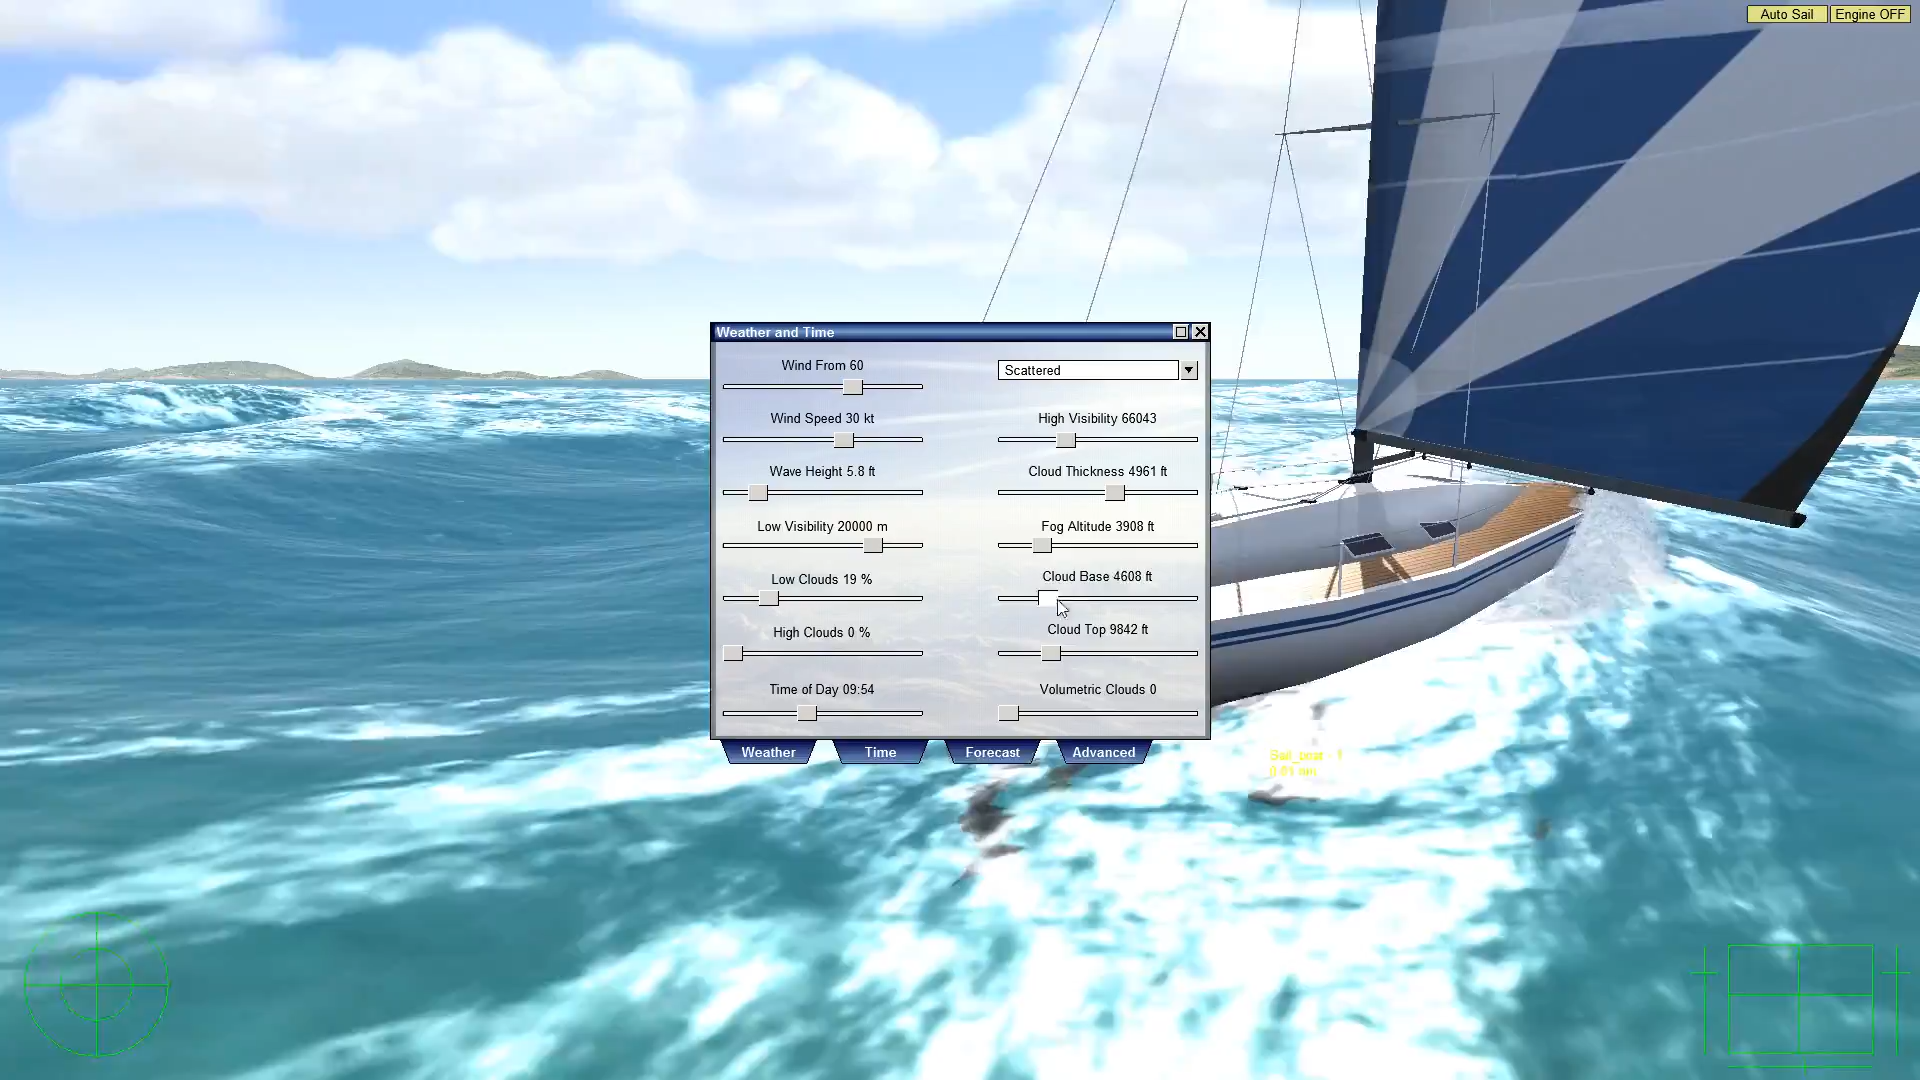 Auto Sail
Engine OFF
Weather and Time
Wind From 60
Scattered
Wind Speed 30 kt
High Visibility 66043
Wave Height 5.8 ft
Cloud Thickness 4961 ft
Low Visibility 20000 m
Fog Altitude 3908 ft
Low Clouds 19 %
Cloud Base 4608 ft
High Clouds 0 %
Cloud Top 9842 ft
Time of Day 09:54
Volumetric Clouds 0
Weather
Time
Forecast
Advanced